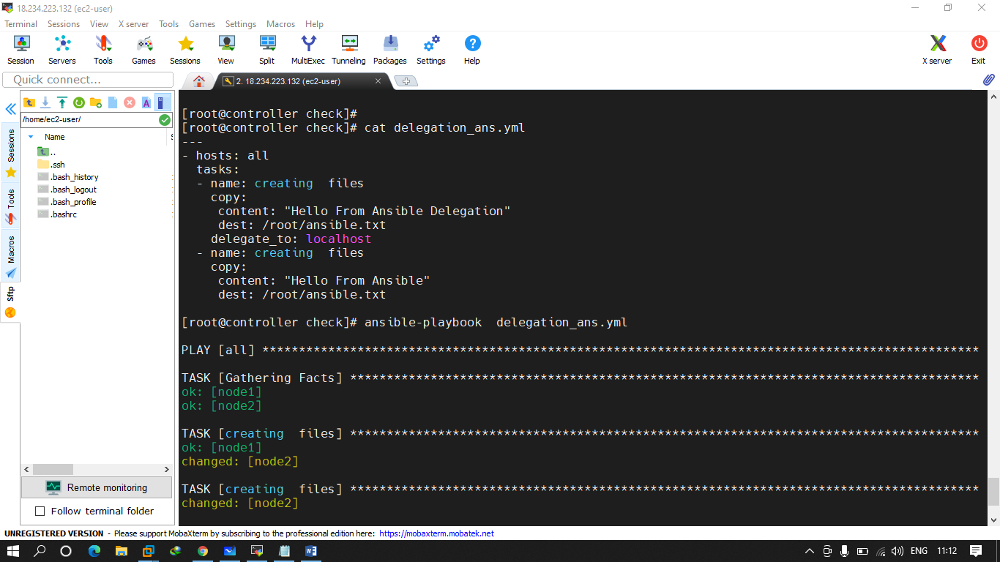 18.234.223.132 (ec2-user)
Terminal Sessions View X server Tools Games Settings Macros Help
Session Servers Tools Games Sessions View Split MultiExec Tunneling Packages Settings Help X server Exit
Quick connect...
2. 18.234.223.132 (ec2-user)
/home/ec2-user/
Name
..
.ssh
.bash_history
.bash_logout
.bash_profile
.bashrc
Sessions
Tools
Macros
Sftp
[root@controller check]#
[root@controller check]# cat delegation_ans.yml
---
- hosts: all
  tasks:
  - name: creating  files
    copy:
     content: "Hello From Ansible Delegation"
     dest: /root/ansible.txt
    delegate_to: localhost
  - name: creating  files
    copy:
     content: "Hello From Ansible"
     dest: /root/ansible.txt
[root@controller check]# ansible-playbook  delegation_ans.yml
PLAY [all] **************************************************************************************************
TASK [Gathering Facts] **************************************************************************************
ok: [node1]
ok: [node2]
TASK [creating  files] **************************************************************************************
ok: [node1]
changed: [node2]
TASK [creating  files] **************************************************************************************
changed: [node2]
Remote monitoring
Follow terminal folder
UNREGISTERED VERSION - Please support MobaXterm by subscribing to the professional edition here: https://mobaxterm.mobatek.net
ENG 11:12